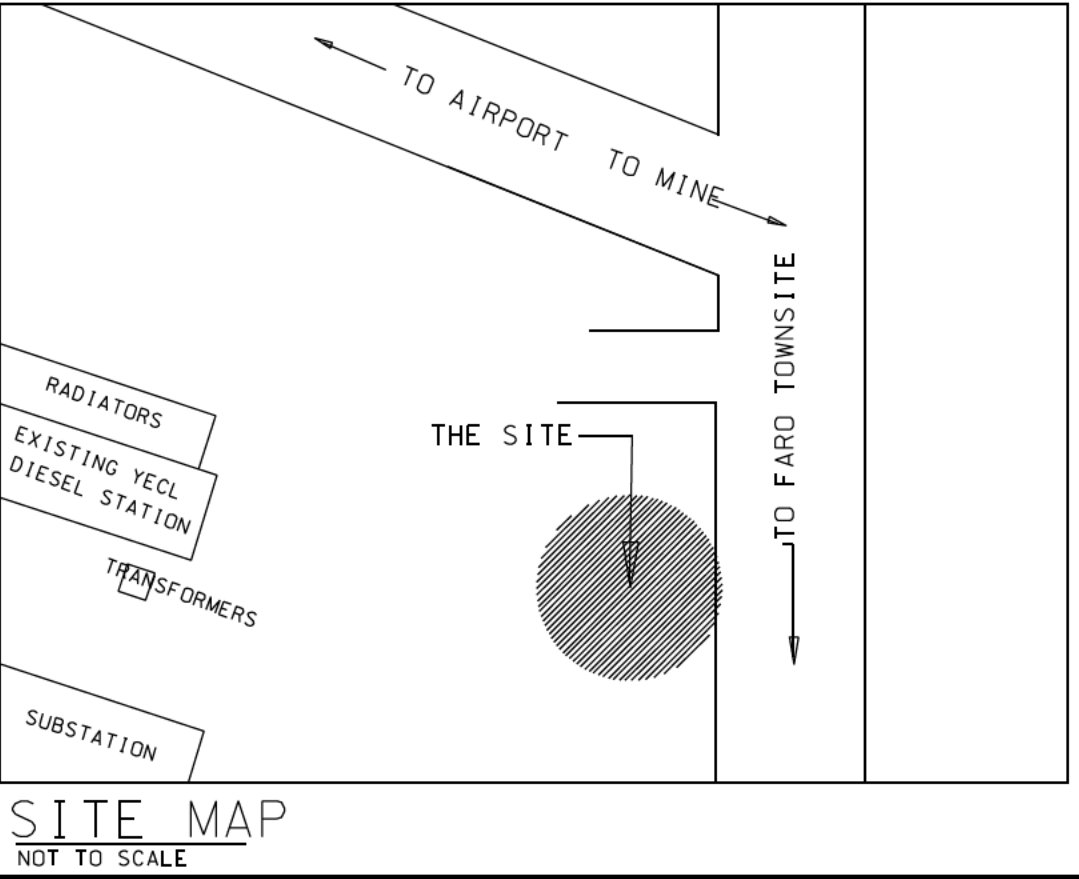 TO AIRPORT TO MINE
TO FARO TOWNSITE
RADIATORS
EXISTING YECL
DIESEL STATION
THE SITE
TRANSFORMERS
SUBSTATION
SITE MAP
NOT TO SCALE